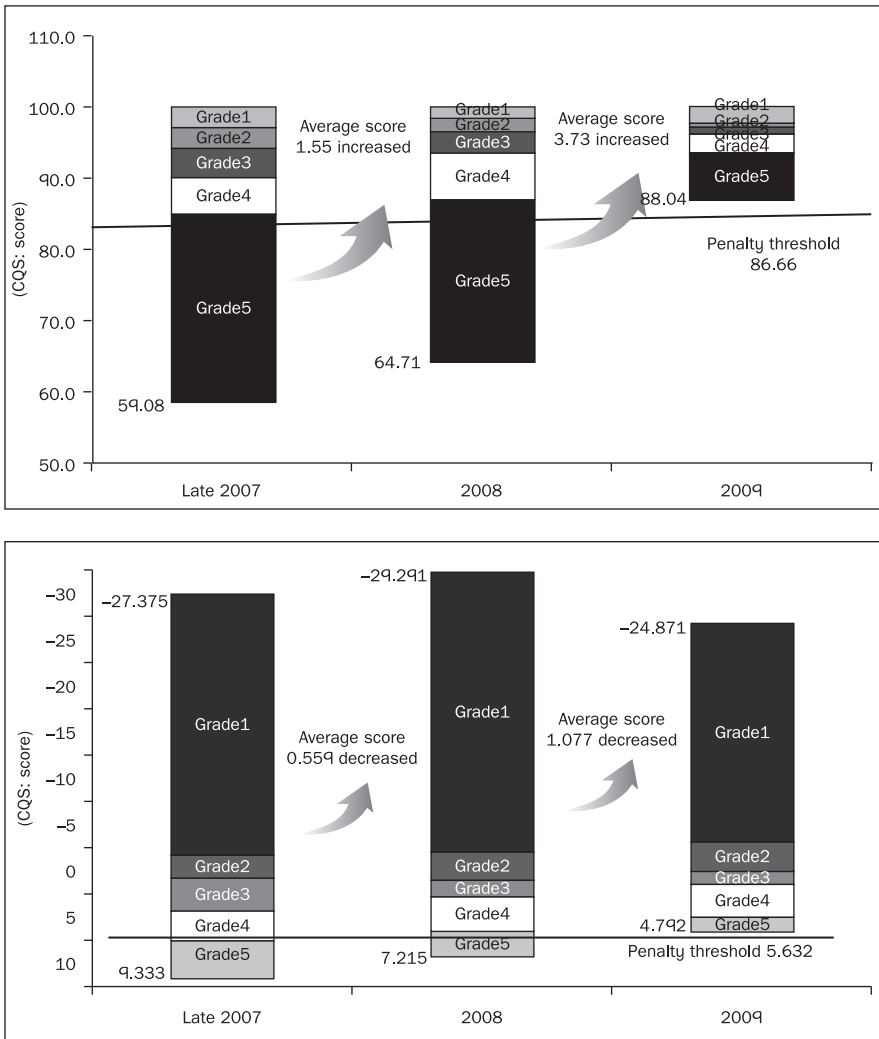 110.0
100.0
90.0
80.0
70.0
60.0
50.0
(CQS: score)
Grade1
Grade2
Grade3
Grade4
Grade5
59.08
Average score
1.55 increased
Grade1
Grade2
Grade3
Grade4
Grade5
64.71
Average score
3.73 increased
Grade1
Grade2
Grade3
Grade4
Grade5
88.04
Penalty threshold
86.66
Late 2007
2008
2009
–30
–25
–20
–15
–10
–5
0
5
10
(CQS: score)
–27.375
Grade1
Grade2
Grade3
Grade4
Grade5
9.333
Average score
0.559 decreased
–29.291
Grade1
Grade2
Grade3
Grade4
Grade5
7.215
Average score
1.077 decreased
–24.871
Grade1
Grade2
Grade3
Grade4
Grade5
4.792
Penalty threshold 5.632
Late 2007
2008
2009